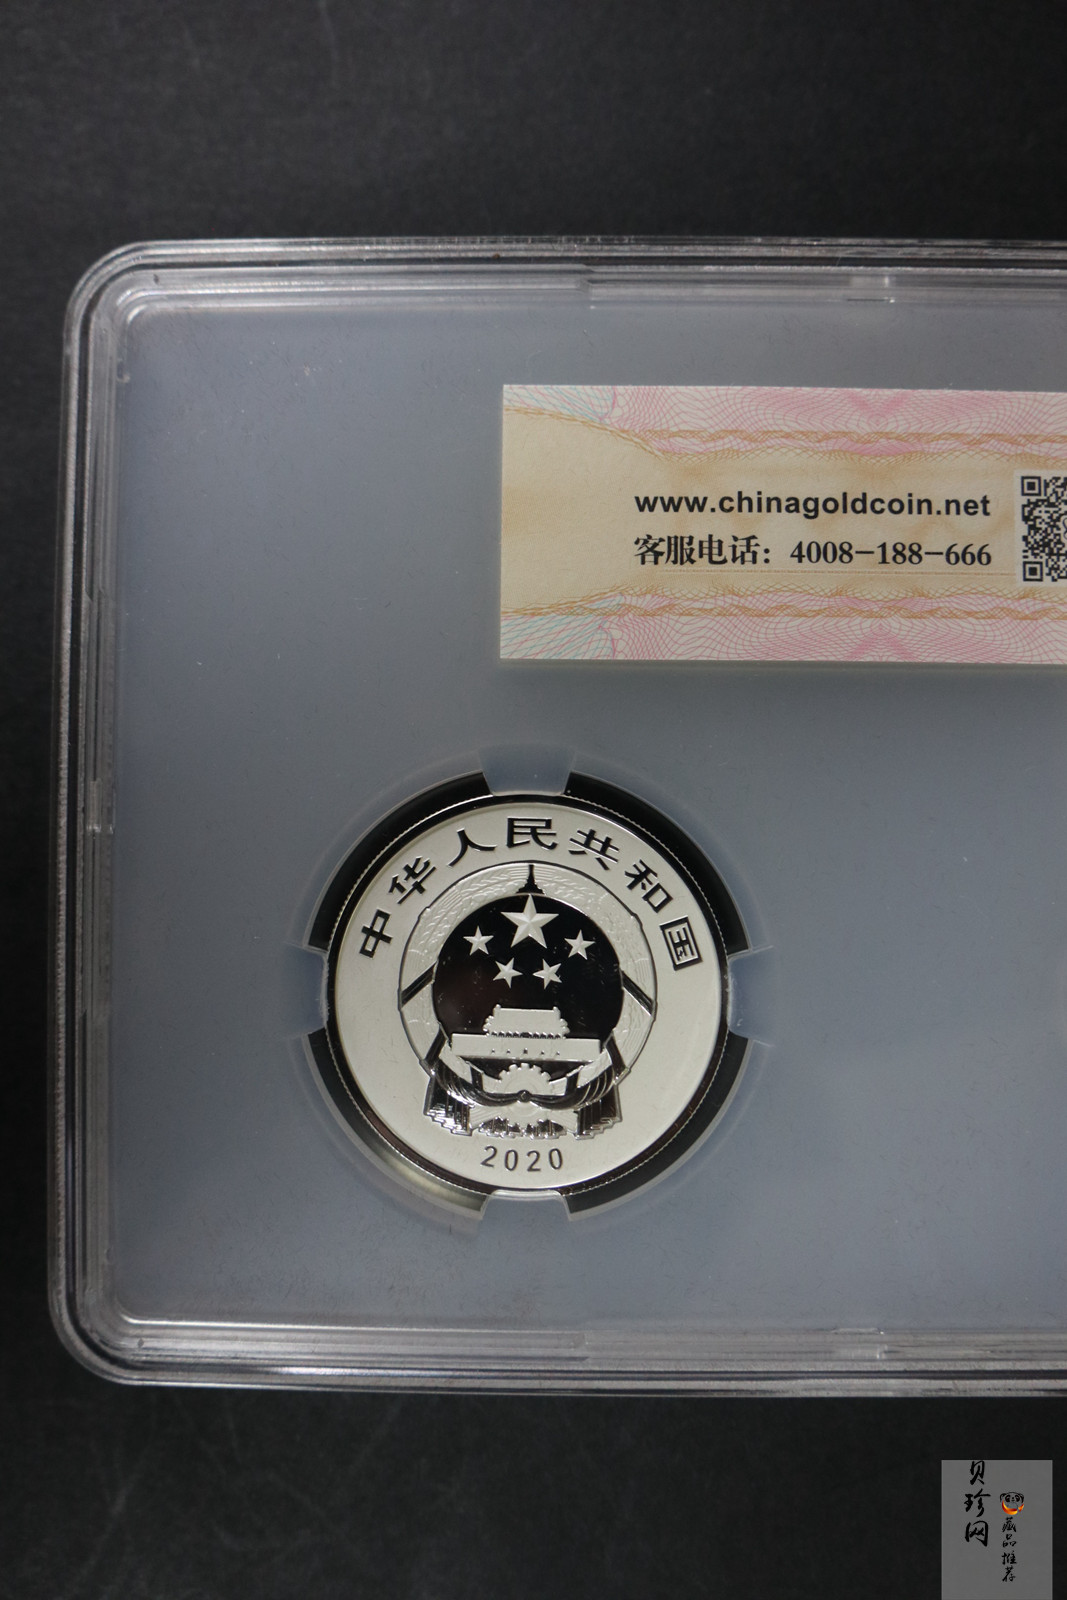 www.chinagoldcoin.net
客服电话：4008-188-666
中华人民共和国
2020
贝珍网
藏品推荐